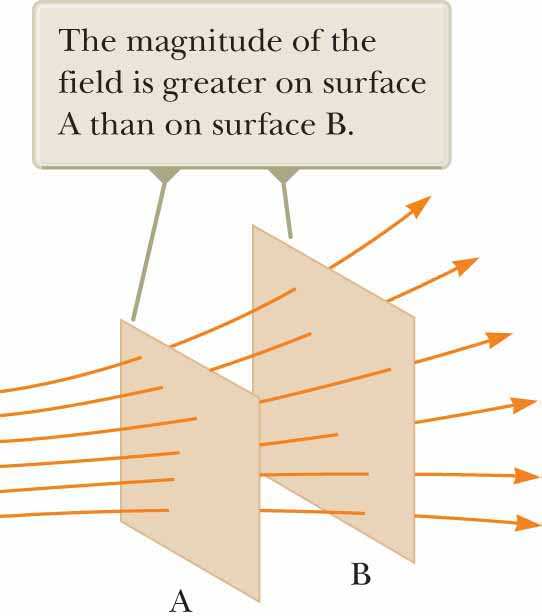 The magnitude of the
field is greater on surface
A than on surface B.
A
B